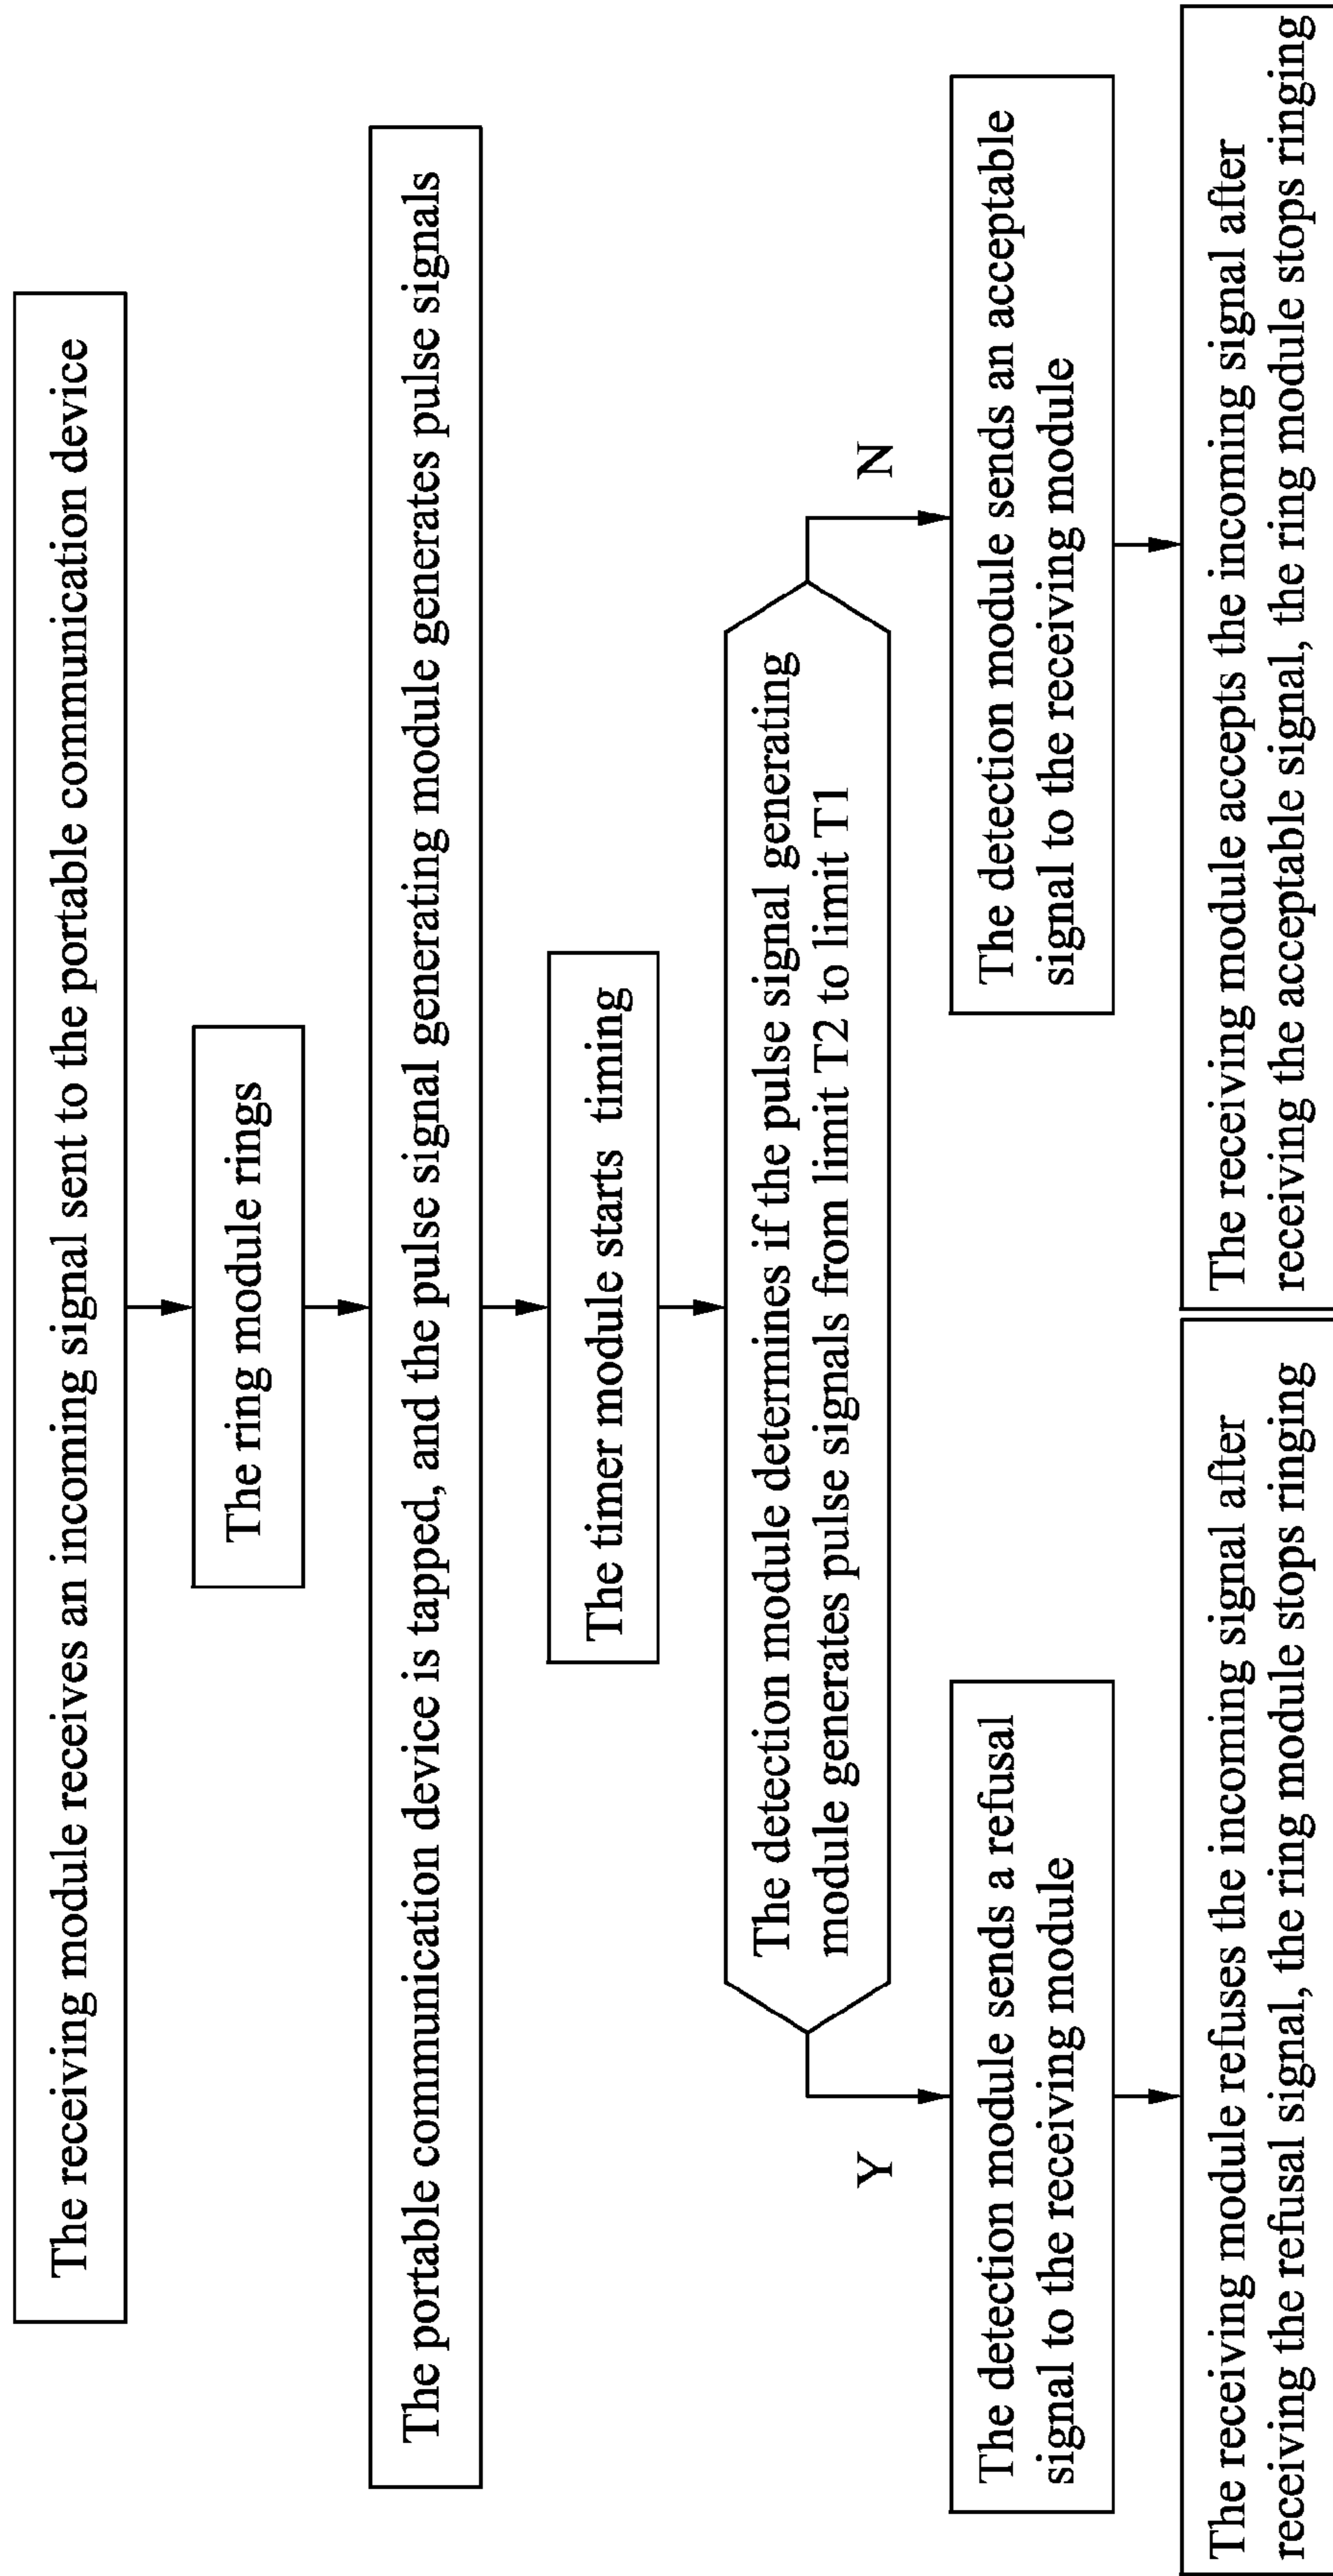 The receiving module receives an incoming signal sent to the portable communication device
The ring module rings
The portable communication device is tapped, and the pulse signal generating module generates pulse signals
The timer module starts timing
The detection module determines if the pulse signal generating
module generates pulse signals from limit T2 to limit T1
Y
N
The detection module sends a refusal
signal to the receiving module
The detection module sends an acceptable
signal to the receiving module
The receiving module refuses the incoming signal after
receiving the refusal signal, the ring module stops ringing
The receiving module accepts the incoming signal after
receiving the acceptable signal, the ring module stops ringing